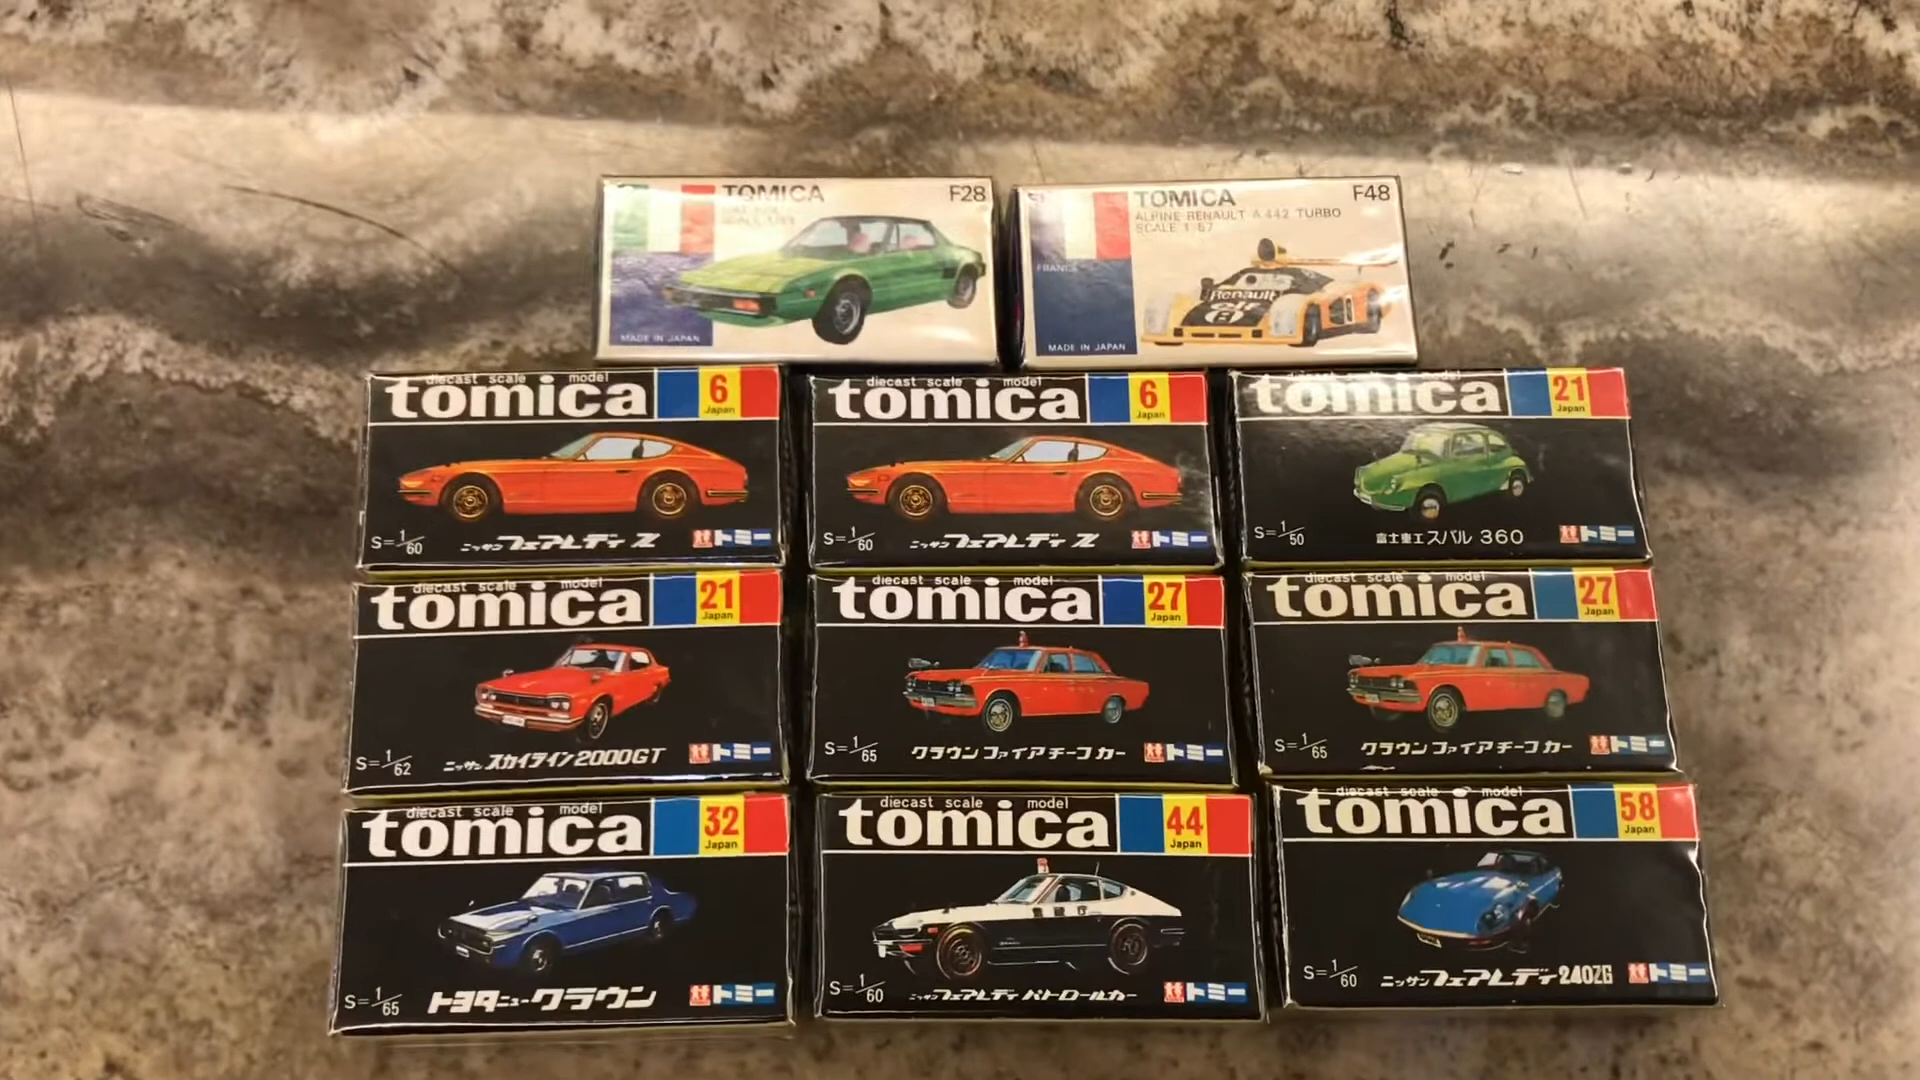 TOMICA
F28
MADE IN JAPAN
TOMICA
F48
ALPINE RENAULT A442 TURBO
SCALE 1/67
FRANCE
Renault
elf
8
MADE IN JAPAN
diecast scale model
tomica
6
Japan
S=1/60
ニッサンフェアレディ Z
トミー
diecast scale model
tomica
6
Japan
S=1/60
ニッサンフェアレディ Z
トミー
diecast scale model
tomica
21
Japan
S=1/50
富士重工スバル 360
トミー
diecast scale model
tomica
21
Japan
S=1/62
ニッサンスカイライン2000GT
トミー
diecast scale model
tomica
27
Japan
S=1/65
クラウンファイアチーフカー
トミー
diecast scale model
tomica
27
Japan
S=1/65
クラウンファイアチーフカー
トミー
diecast scale model
tomica
32
Japan
S=1/65
トヨタニュークラウン
トミー
diecast scale model
tomica
44
Japan
S=1/60
ニッサンフェアレディ パトロールカー
トミー
diecast scale model
tomica
58
Japan
S=1/60
ニッサンフェアレディ240ZG
トミー